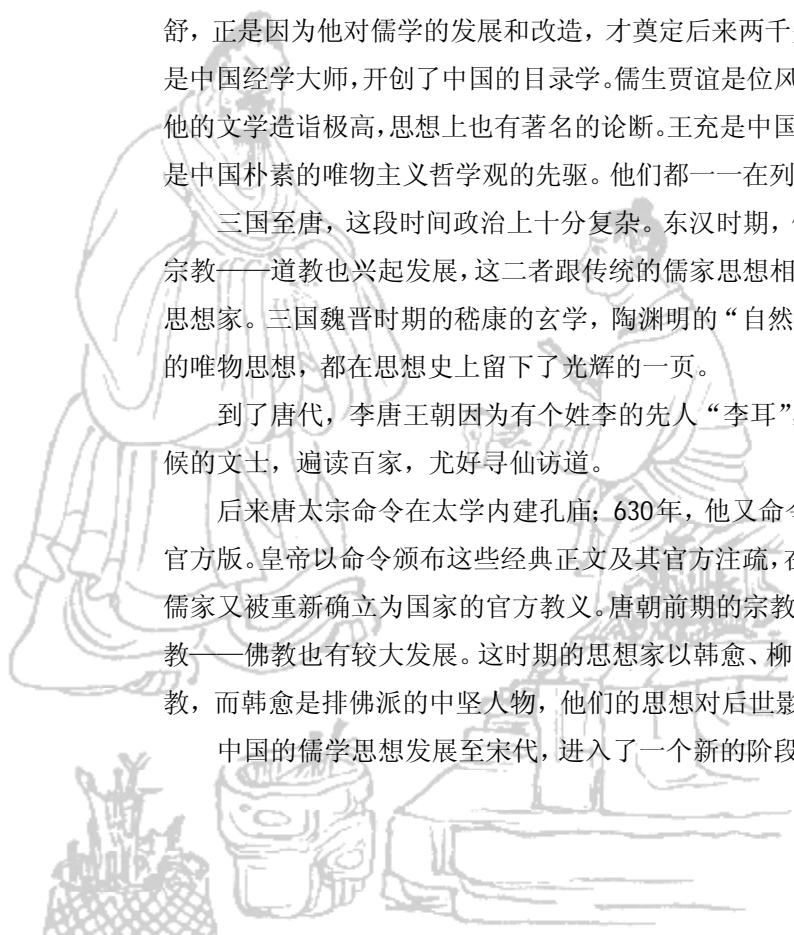 舒，正是因为他对儒学的发展和改造，才奠定后来两千
是中国经学大师，开创了中国的目录学。儒生贾谊是位风
他的文学造诣极高，思想上也有著名的论断。王充是中国
是中国朴素的唯物主义哲学观的先驱。他们都一一在列
三国至唐，这段时间政治上十分复杂。东汉时期，
宗教——道教也兴起发展，这二者跟传统的儒家思想相
思想家。三国魏晋时期的嵇康的玄学，陶渊明的“自然
的唯物思想，都在思想史上留下了光辉的一页。
到了唐代，李唐王朝因为有个姓李的先人“李耳”
候的文士，遍读百家，尤好寻仙访道。
后来唐太宗命令在太学内建孔庙；630年，他又命令
官方版。皇帝以命令颁布这些经典正文及其官方注疏，在
儒家又被重新确立为国家的官方教义。唐朝前期的宗教
教——佛教也有较大发展。这时期的思想家以韩愈、柳
教，而韩愈是排佛派的中坚人物，他们的思想对后世影
中国的儒学思想发展至宋代，进入了一个新的阶段